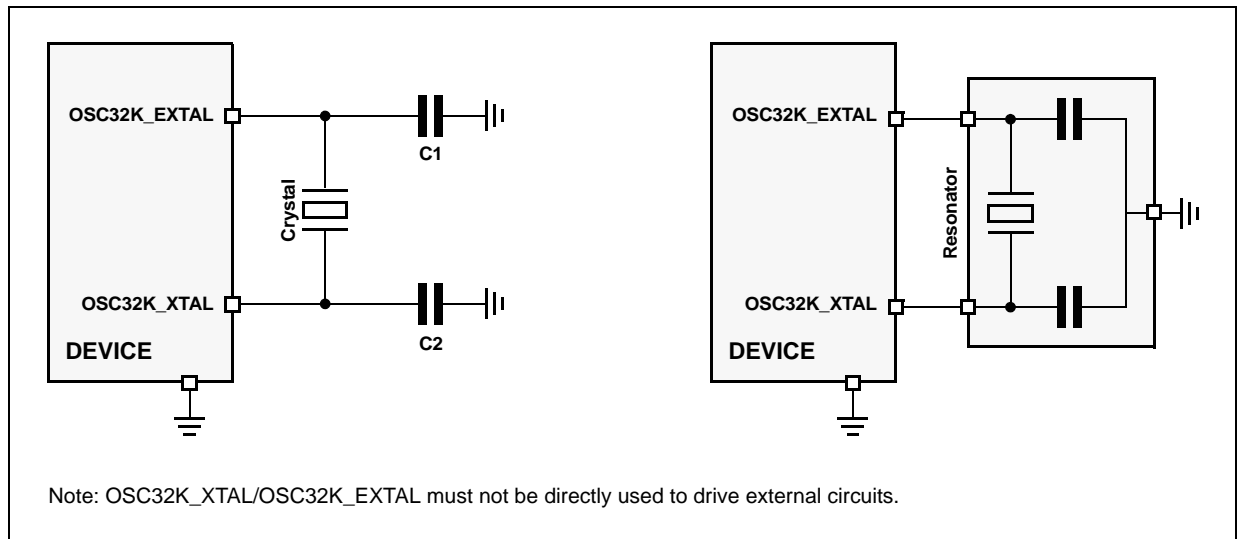 OSC32K_EXTAL
C1
Crystal
OSC32K_XTAL
C2
DEVICE
OSC32K_EXTAL
Resonator
OSC32K_XTAL
DEVICE
Note: OSC32K_XTAL/OSC32K_EXTAL must not be directly used to drive external circuits.